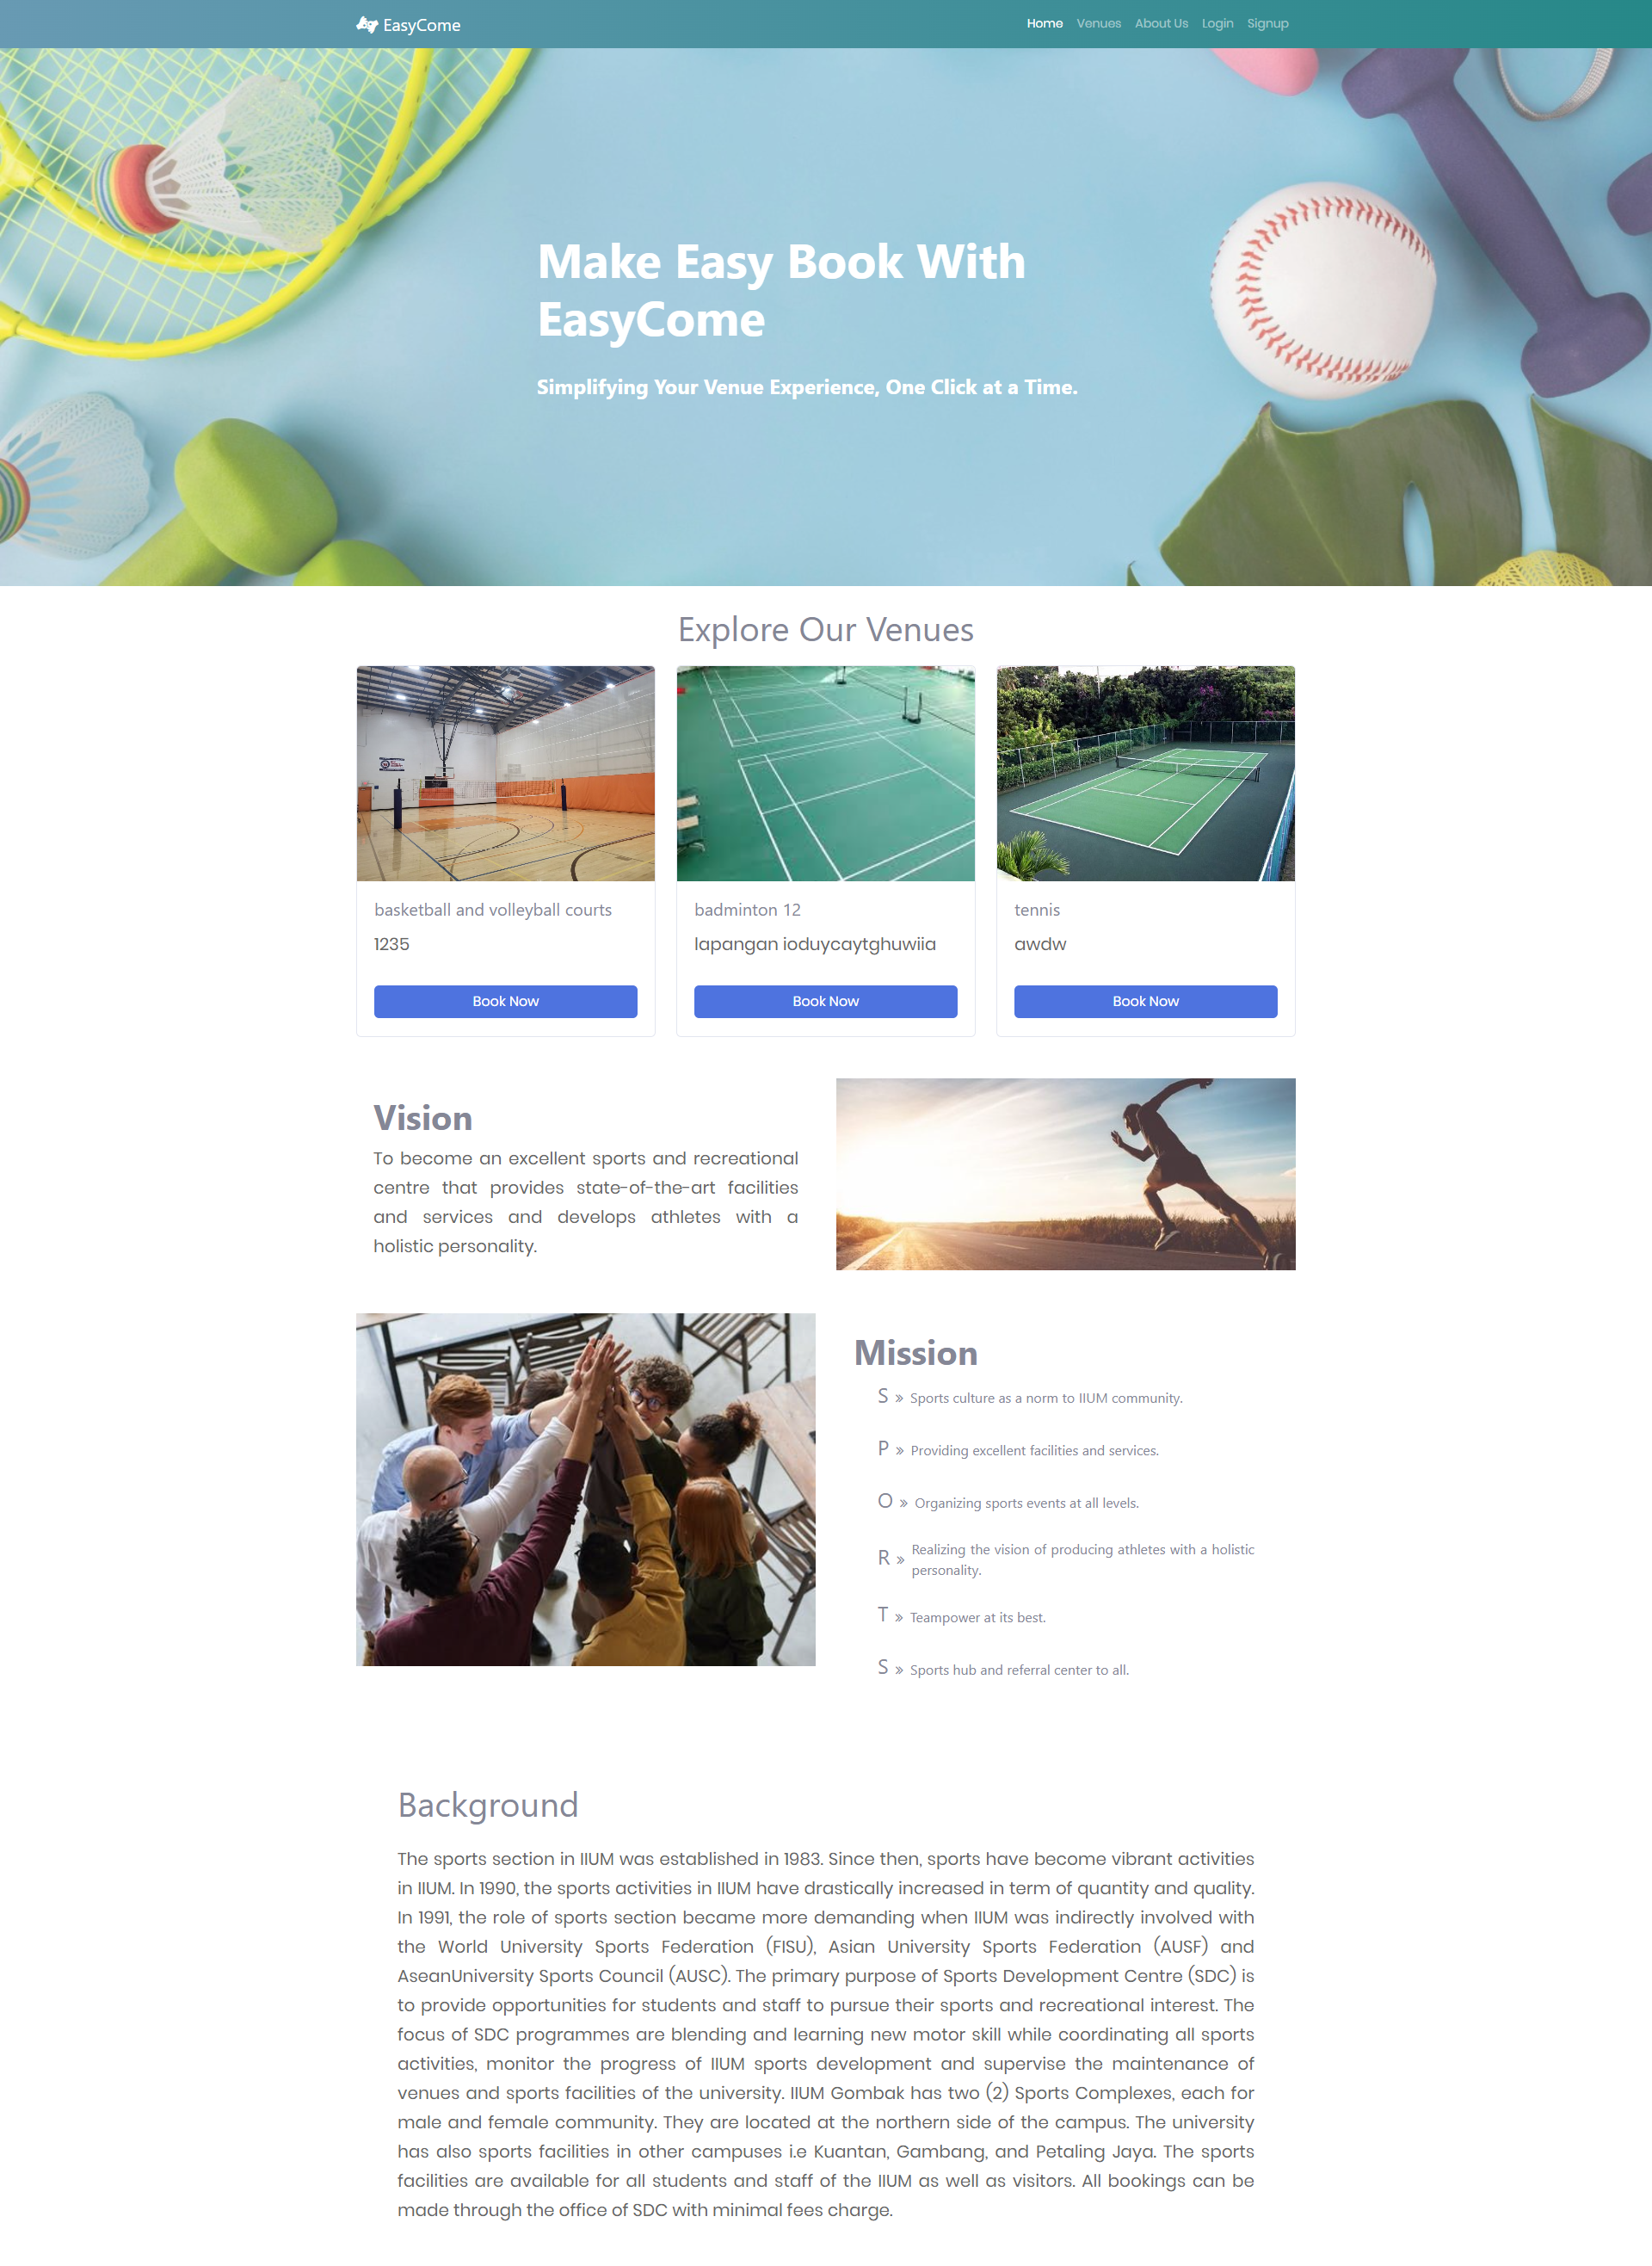 EasyCome
Home Venues About Us Login Signup
Make Easy Book With
EasyCome
Simplifying Your Venue Experience, One Click at a Time.
Explore Our Venues
basketball and volleyball courts
1235
Book Now
badminton 12
lapangan ioduycaytghuwiia
Book Now
tennis
awdw
Book Now
Vision
To become an excellent sports and recreational
centre that provides state-of-the-art facilities
and services and develops athletes with a
holistic personality.
Mission
S » Sports culture as a norm to IIUM community.
P » Providing excellent facilities and services.
O » Organizing sports events at all levels.
R » Realizing the vision of producing athletes with a holistic
personality.
T » Teampower at its best.
S » Sports hub and referral center to all.
Background
The sports section in IIUM was established in 1983. Since then, sports have become vibrant activities
in IIUM. In 1990, the sports activities in IIUM have drastically increased in term of quantity and quality.
In 1991, the role of sports section became more demanding when IIUM was indirectly involved with
the World University Sports Federation (FISU), Asian University Sports Federation (AUSF) and
AseanUniversity Sports Council (AUSC). The primary purpose of Sports Development Centre (SDC) is
to provide opportunities for students and staff to pursue their sports and recreational interest. The
focus of SDC programmes are blending and learning new motor skill while coordinating all sports
activities, monitor the progress of IIUM sports development and supervise the maintenance of
venues and sports facilities of the university. IIUM Gombak has two (2) Sports Complexes, each for
male and female community. They are located at the northern side of the campus. The university
has also sports facilities in other campuses i.e Kuantan, Gambang, and Petaling Jaya. The sports
facilities are available for all students and staff of the IIUM as well as visitors. All bookings can be
made through the office of SDC with minimal fees charge.